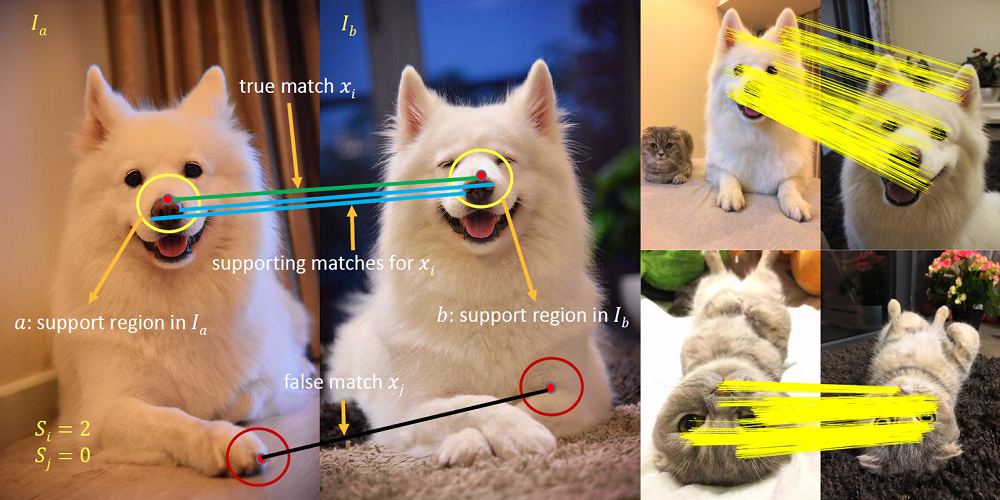 I_a
I_b
true match x_i
supporting matches for x_i
a: support region in I_a
b: support region in I_b
false match x_j
S_i = 2
S_j = 0